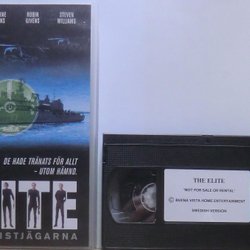 ROBIN
GIVENS
STEVEN
WILLIAMS
DE HADE TRÄNATS FÖR ALLT
- UTOM HÄMND.
THE ELITE
"NOT FOR SALE OR RENTAL"
© BUENA VISTA HOME ENTERTAINMENT
SWEDISH VERSION